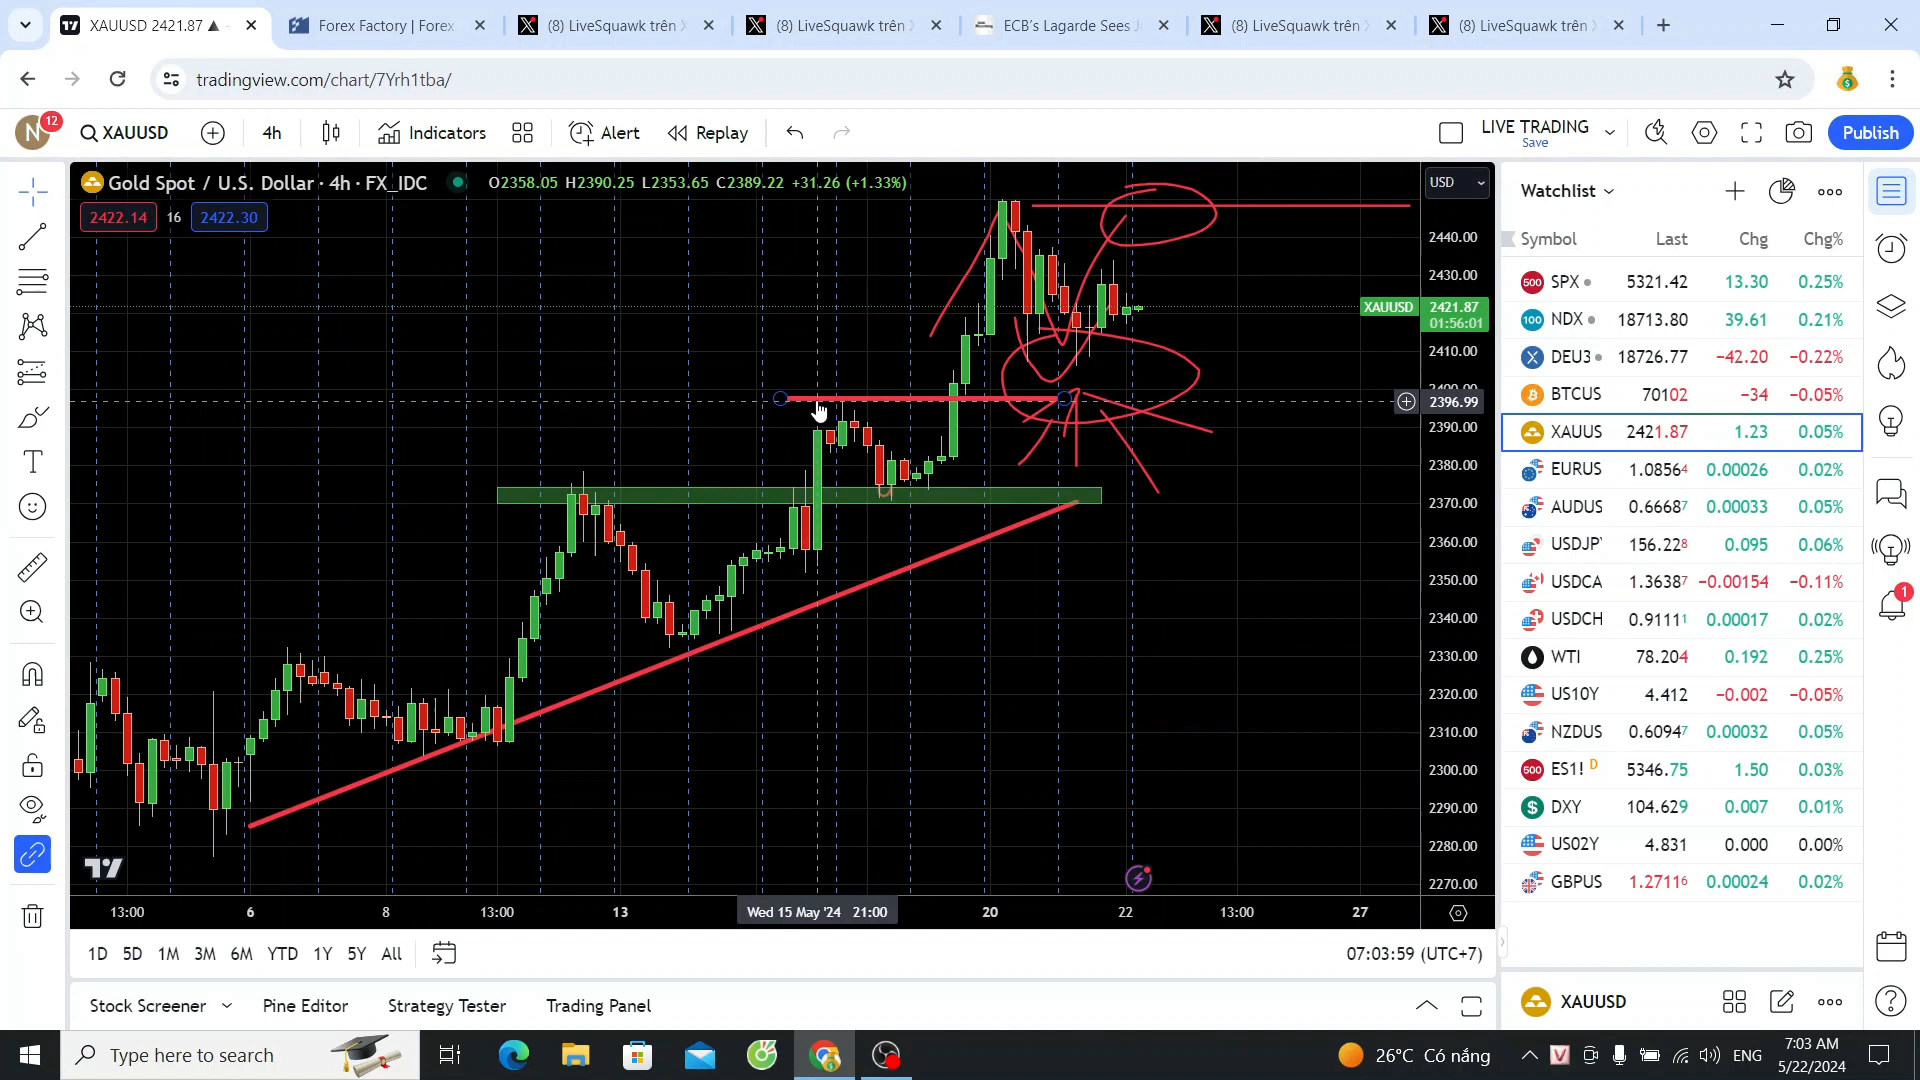 XAUUSD 2421.87 ▲
Forex Factory | Forex
(8) LiveSquawk trên
(8) LiveSquawk trên
ECB's Lagarde Sees
(8) LiveSquawk trên
(8) LiveSquawk trên
tradingview.com/chart/7Yrh1tba/
N 12
XAUUSD
4h
Indicators
Alert
Replay
LIVE TRADING
Save
Publish
Gold Spot / U.S. Dollar · 4h · FX_IDC
O2358.05 H2390.25 L2353.65 C2389.22 +31.26 (+1.33%)
2422.14 16 2422.30
USD
2440.00
2430.00
XAUUSD 2421.87
01:56:01
2410.00
2400.00
2396.99
2390.00
2380.00
2370.00
2360.00
2350.00
2340.00
2330.00
2320.00
2310.00
2300.00
2290.00
2280.00
2270.00
13:00 6 8 13:00 13 Wed 15 May '24 21:00 20 22 13:00 27
1D 5D 1M 3M 6M YTD 1Y 5Y All
07:03:59 (UTC+7)
Stock Screener Pine Editor Strategy Tester Trading Panel
Watchlist
Symbol Last Chg Chg%
500 SPX 5321.42 13.30 0.25%
100 NDX 18713.80 39.61 0.21%
DEU3 18726.77 −42.20 −0.22%
BTCUS 70102 −34 −0.05%
XAUUS 2421.87 1.23 0.05%
EURUS 1.08564 0.00026 0.02%
AUDUS 0.66687 0.00033 0.05%
USDJP 156.228 0.095 0.06%
USDCA 1.36387 −0.00154 −0.11%
USDCH 0.91111 0.00017 0.02%
WTI 78.204 0.192 0.25%
US10Y 4.412 −0.002 −0.05%
NZDUS 0.60947 0.00032 0.05%
500 ES1! D 5346.75 1.50 0.03%
DXY 104.629 0.007 0.01%
US02Y 4.831 0.000 0.00%
GBPUS 1.27116 0.00024 0.02%
XAUUSD
1
Type here to search
26°C Có nắng
ENG
7:03 AM
5/22/2024